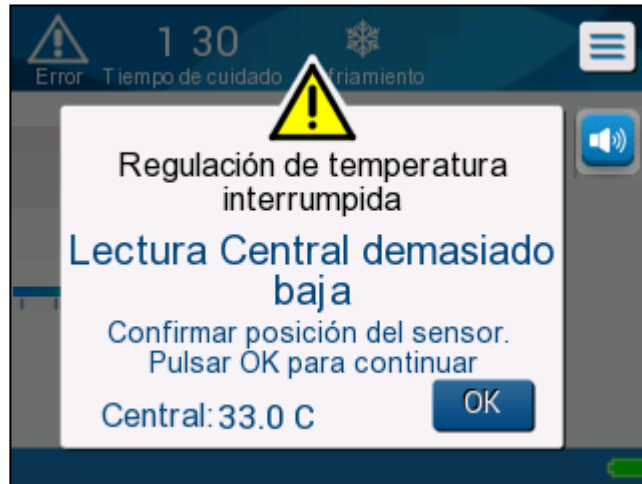 1 30
Error Tiempo de cuidado friamiento
Regulación de temperatura
interrumpida
Lectura Central demasiado
baja
Confirmar posición del sensor.
Pulsar OK para continuar
Central: 33.0 C
OK